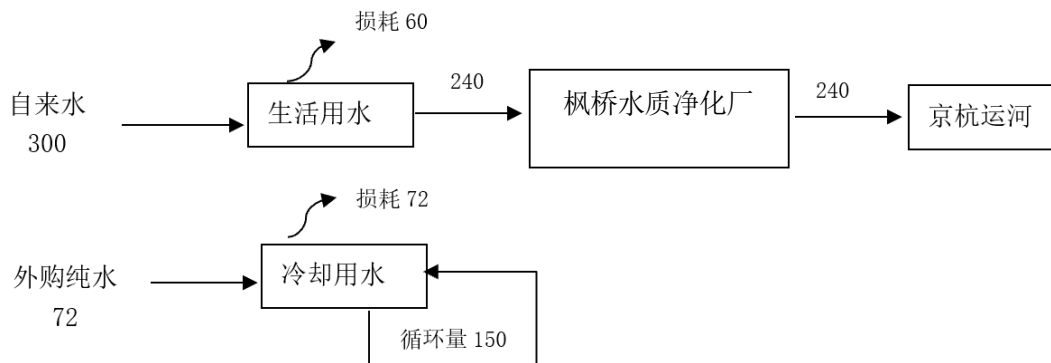 损耗 60
自来水
300
生活用水
240
枫桥水质净化厂
240
京杭运河
损耗 72
外购纯水
72
冷却用水
循环量 150